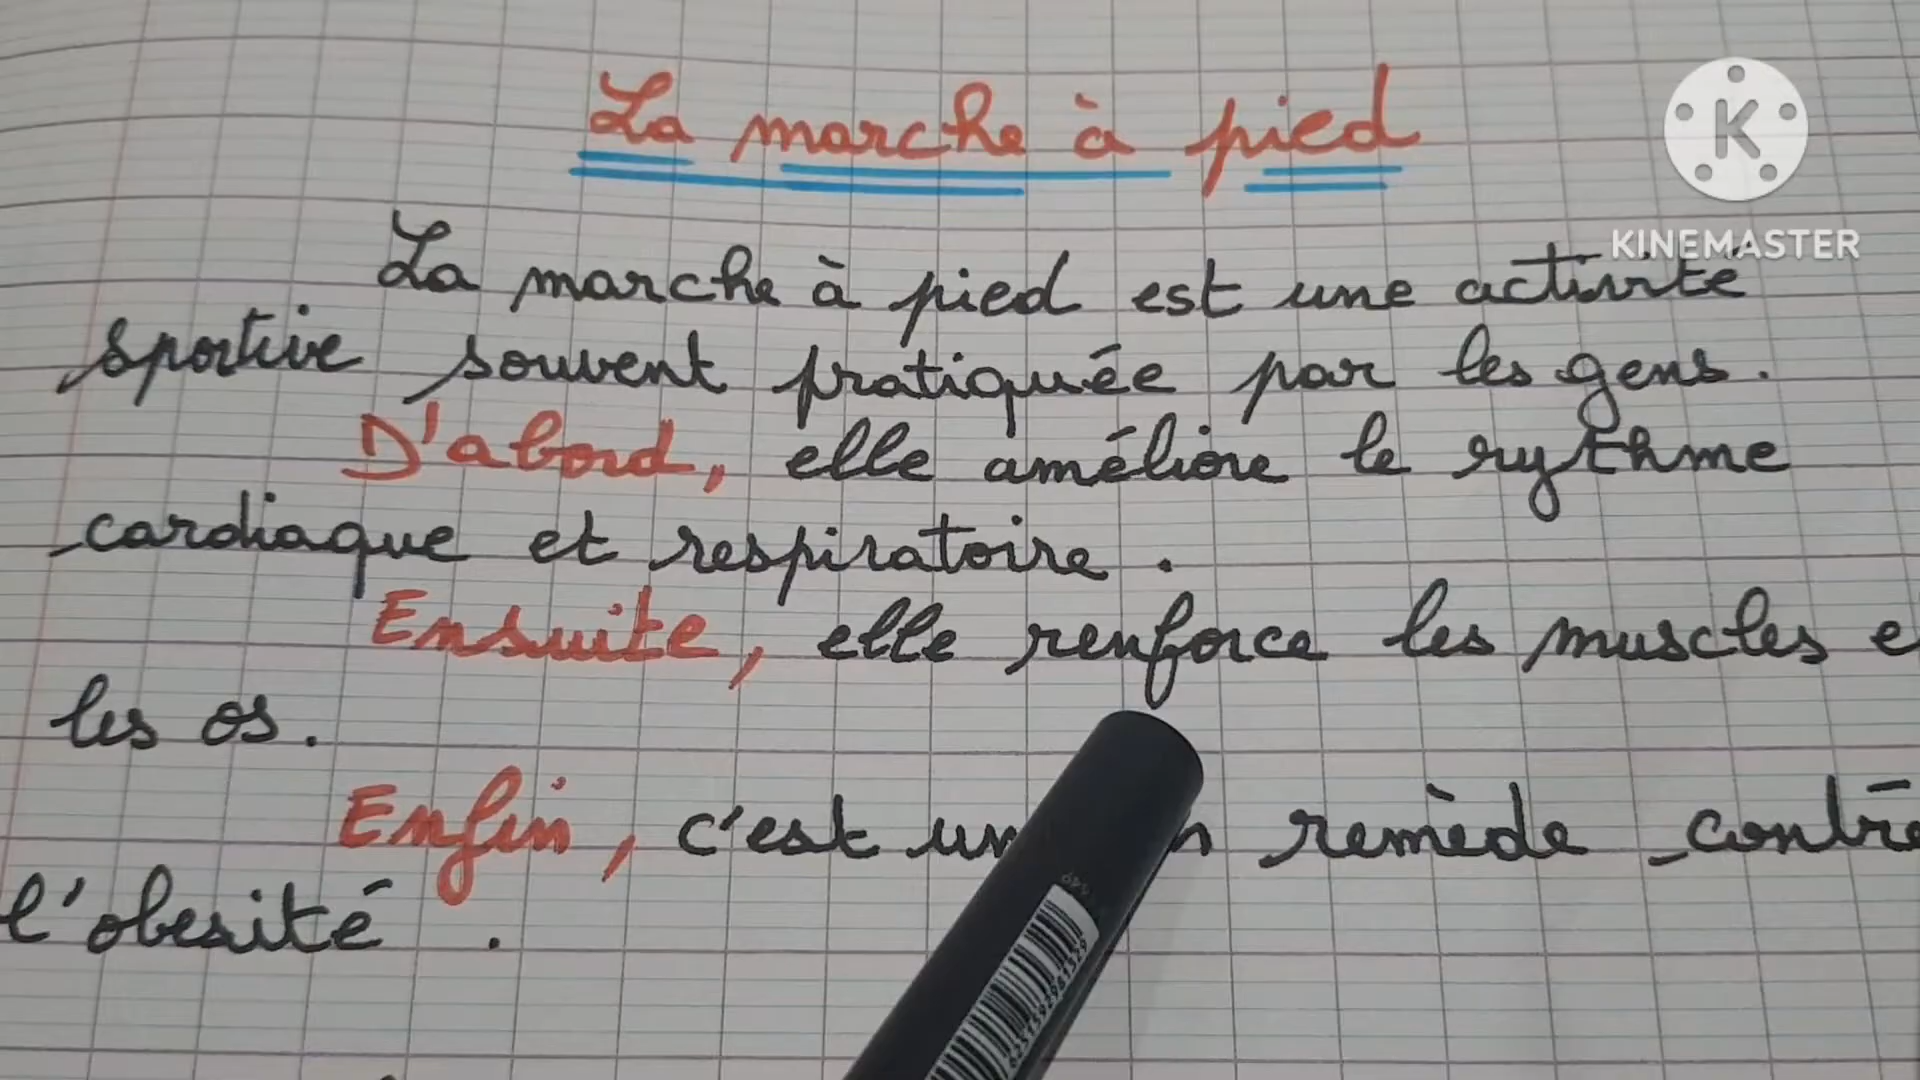 La marche à pied
KINEMASTER
La marche à pied est une activité
sportive souvent pratiquée par les gens.
D'abord, elle améliore le rythme
cardiaque et respiratoire.
Ensuite, elle renforce les muscles e
les os.
Enfin, c'est un remède contre
l'obesité.